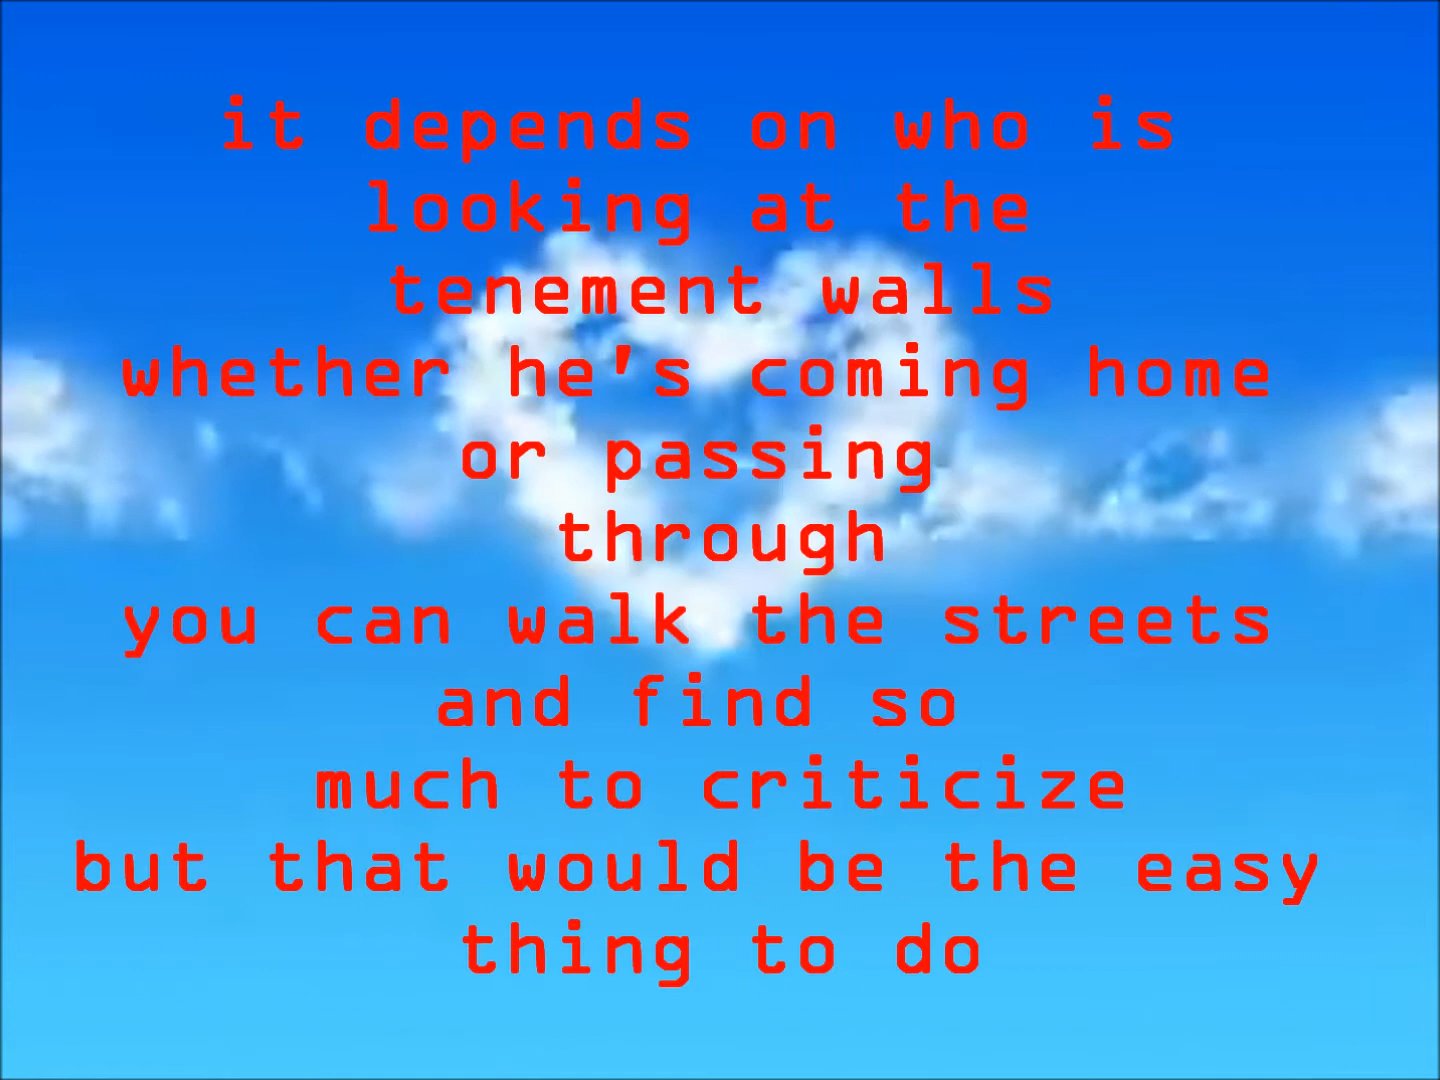 it depends on who is
looking at the
tenement walls
whether he's coming home
or passing
through
you can walk the streets
and find so
much to criticize
but that would be the easy
thing to do